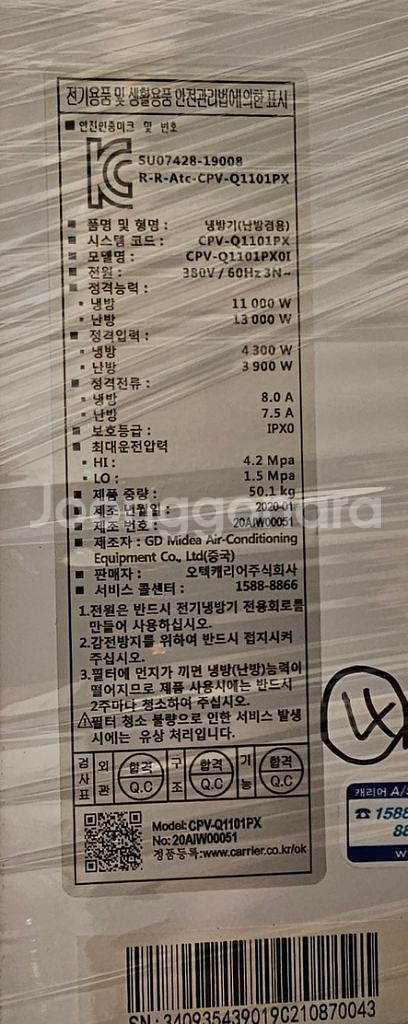 전기용품 및 생활용품 안전관리법에의한 표시
■ 안전인증마크 및 번호
SU07428-19008
R-R-Atc-CPV-Q1101PX
■ 품명 및 형명 : 냉방기(난방겸용)
■ 시스템 코드 : CPV-Q1101PX
■ 모델명 : CPV-Q1101PX0I
■ 전원 : 380V / 60Hz 3N~
■ 정격능력 :
▪ 냉방 11 000 W
▪ 난방 13 000 W
■ 정격입력 :
▪ 냉방 4 300 W
▪ 난방 3 900 W
■ 정격전류 :
▪ 냉방 8.0 A
▪ 난방 7.5 A
■ 보호등급 : IPX0
■ 최대운전압력
▪ HI : 4.2 Mpa
▪ LO : 1.5 Mpa
■ 제품 중량 : 50.1 kg
■ 제조 년월일 : 2020-01
■ 제조 번호 : 20AIW00051
Joonggonara
■ 제조자 : GD Midea Air-Conditioning
Equipment Co., Ltd(중국)
■ 판매자 : 오텍캐리어주식회사
■ 서비스 콜센터 : 1588-8866
1.전원은 반드시 전기냉방기 전용회로를
만들어 사용하십시오.
2.감전방지를 위하여 반드시 접지시켜
주십시오.
3.필터에 먼지가 끼면 냉방(난방)능력이
떨어지므로 제품 사용시에는 반드시
2주마다 청소하여 주십시오.
⚠필터 청소 불량으로 인한 서비스 발생
시에는 유상 처리입니다.
검사표 외관 합격 Q.C 구조 합격 Q.C 기능 합격 Q.C
Model: CPV-Q1101PX
No: 20AIW00051
정품등록:www.carrier.co.kr/ok
4
캐리어 A/S
☎ 1588
88
w
SN: 340935439019C210870043